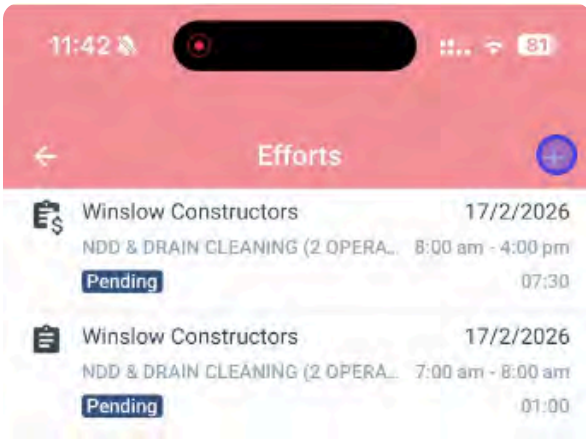 11:42 81
Efforts
Winslow Constructors 17/2/2026
NDD & DRAIN CLEANING (2 OPERA... 8:00 am - 4:00 pm
Pending 07:30
Winslow Constructors 17/2/2026
NDD & DRAIN CLEANING (2 OPERA... 7:00 am - 8:00 am
Pending 01:00